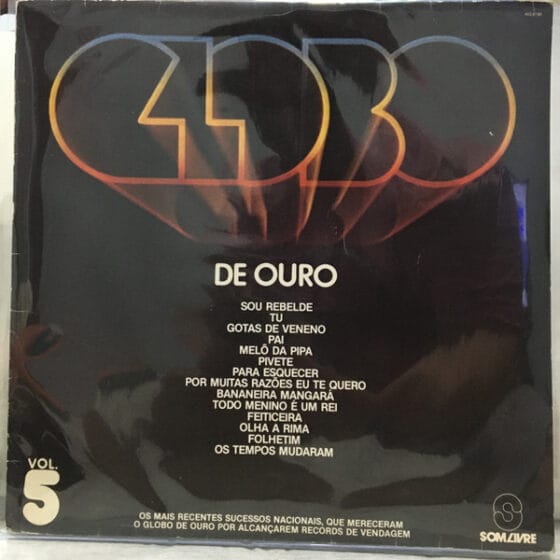 GLOBO
DE OURO
SOU REBELDE
TU
GOTAS DE VENENO
PAI
MELÔ DA PIPA
PIVETE
PARA ESQUECER
POR MUITAS RAZÕES EU TE QUERO
BANANEIRA MANGARÁ
TODO MENINO É UM REI
FEITICEIRA
OLHA A RIMA
FOLHETIM
OS TEMPOS MUDARAM
VOL.
5
OS MAIS RECENTES SUCESSOS NACIONAIS, QUE MERECERAM
O GLOBO DE OURO POR ALCANÇAREM RECORDS DE VENDAGEM
SOM LIVRE